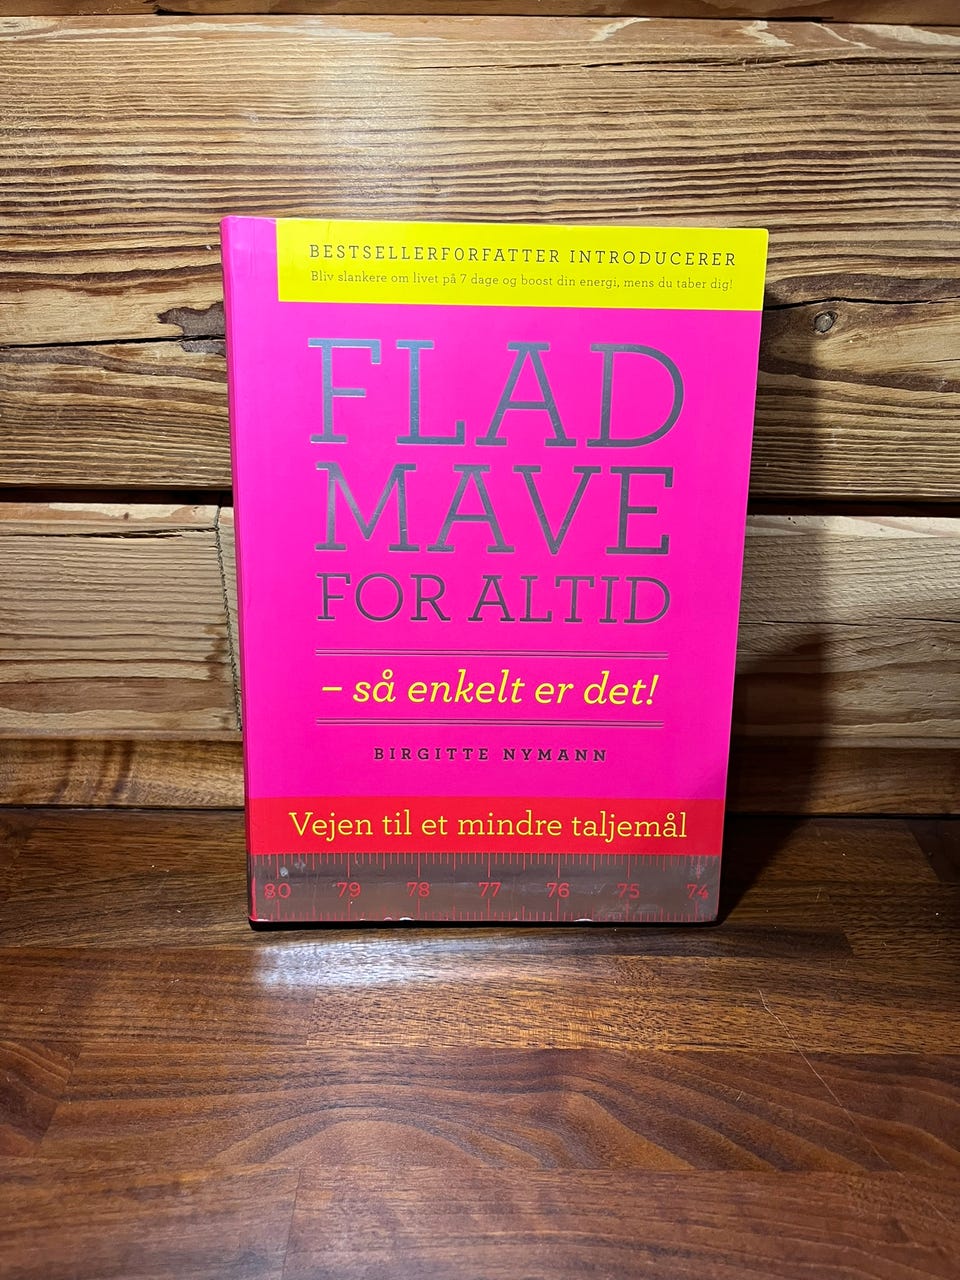 BESTSELLERFORFATTER INTRODUCERER
Bliv slankere om livet på 7 dage og boost din energi, mens du taber dig!
FLAD
MAVE
FOR ALTID
– så enkelt er det!
BIRGITTE NYMANN
Vejen til et mindre taljemål
80 79 78 77 76 75 74